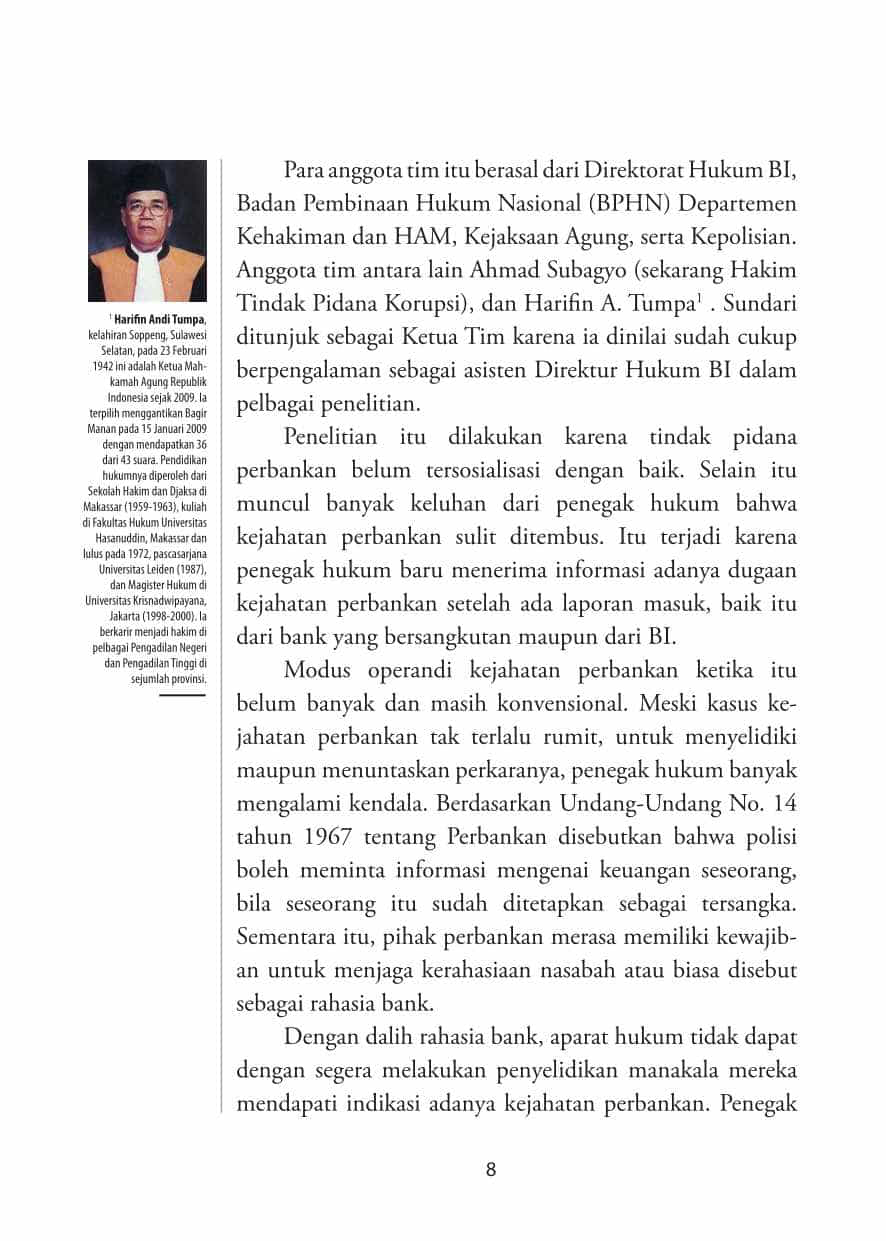 Para anggota tim itu berasal dari Direktorat Hukum BI,
Badan Pembinaan Hukum Nasional (BPHN) Departemen
Kehakiman dan HAM, Kejaksaan Agung, serta Kepolisian.
Anggota tim antara lain Ahmad Subagyo (sekarang Hakim
Tindak Pidana Korupsi), dan Harifin A. Tumpa¹ . Sundari
ditunjuk sebagai Ketua Tim karena ia dinilai sudah cukup
berpengalaman sebagai asisten Direktur Hukum BI dalam
pelbagai penelitian.
Penelitian itu dilakukan karena tindak pidana
perbankan belum tersosialisasi dengan baik. Selain itu
muncul banyak keluhan dari penegak hukum bahwa
kejahatan perbankan sulit ditembus. Itu terjadi karena
penegak hukum baru menerima informasi adanya dugaan
kejahatan perbankan setelah ada laporan masuk, baik itu
dari bank yang bersangkutan maupun dari BI.
Modus operandi kejahatan perbankan ketika itu
belum banyak dan masih konvensional. Meski kasus ke-
jahatan perbankan tak terlalu rumit, untuk menyelidiki
maupun menuntaskan perkaranya, penegak hukum banyak
mengalami kendala. Berdasarkan Undang-Undang No. 14
tahun 1967 tentang Perbankan disebutkan bahwa polisi
boleh meminta informasi mengenai keuangan seseorang,
bila seseorang itu sudah ditetapkan sebagai tersangka.
Sementara itu, pihak perbankan merasa memiliki kewajib-
an untuk menjaga kerahasiaan nasabah atau biasa disebut
sebagai rahasia bank.
Dengan dalih rahasia bank, aparat hukum tidak dapat
dengan segera melakukan penyelidikan manakala mereka
mendapati indikasi adanya kejahatan perbankan. Penegak
¹ Harifin Andi Tumpa,
kelahiran Soppeng, Sulawesi
Selatan, pada 23 Februari
1942 ini adalah Ketua Mah-
kamah Agung Republik
Indonesia sejak 2009. Ia
terpilih menggantikan Bagir
Manan pada 15 Januari 2009
dengan mendapatkan 36
dari 43 suara. Pendidikan
hukumnya diperoleh dari
Sekolah Hakim dan Djaksa di
Makassar (1959-1963), kuliah
di Fakultas Hukum Universitas
Hasanuddin, Makassar dan
lulus pada 1972, pascasarjana
Universitas Leiden (1987),
dan Magister Hukum di
Universitas Krisnadwipayana,
Jakarta (1998-2000). Ia
berkarir menjadi hakim di
pelbagai Pengadilan Negeri
dan Pengadilan Tinggi di
sejumlah provinsi.
8